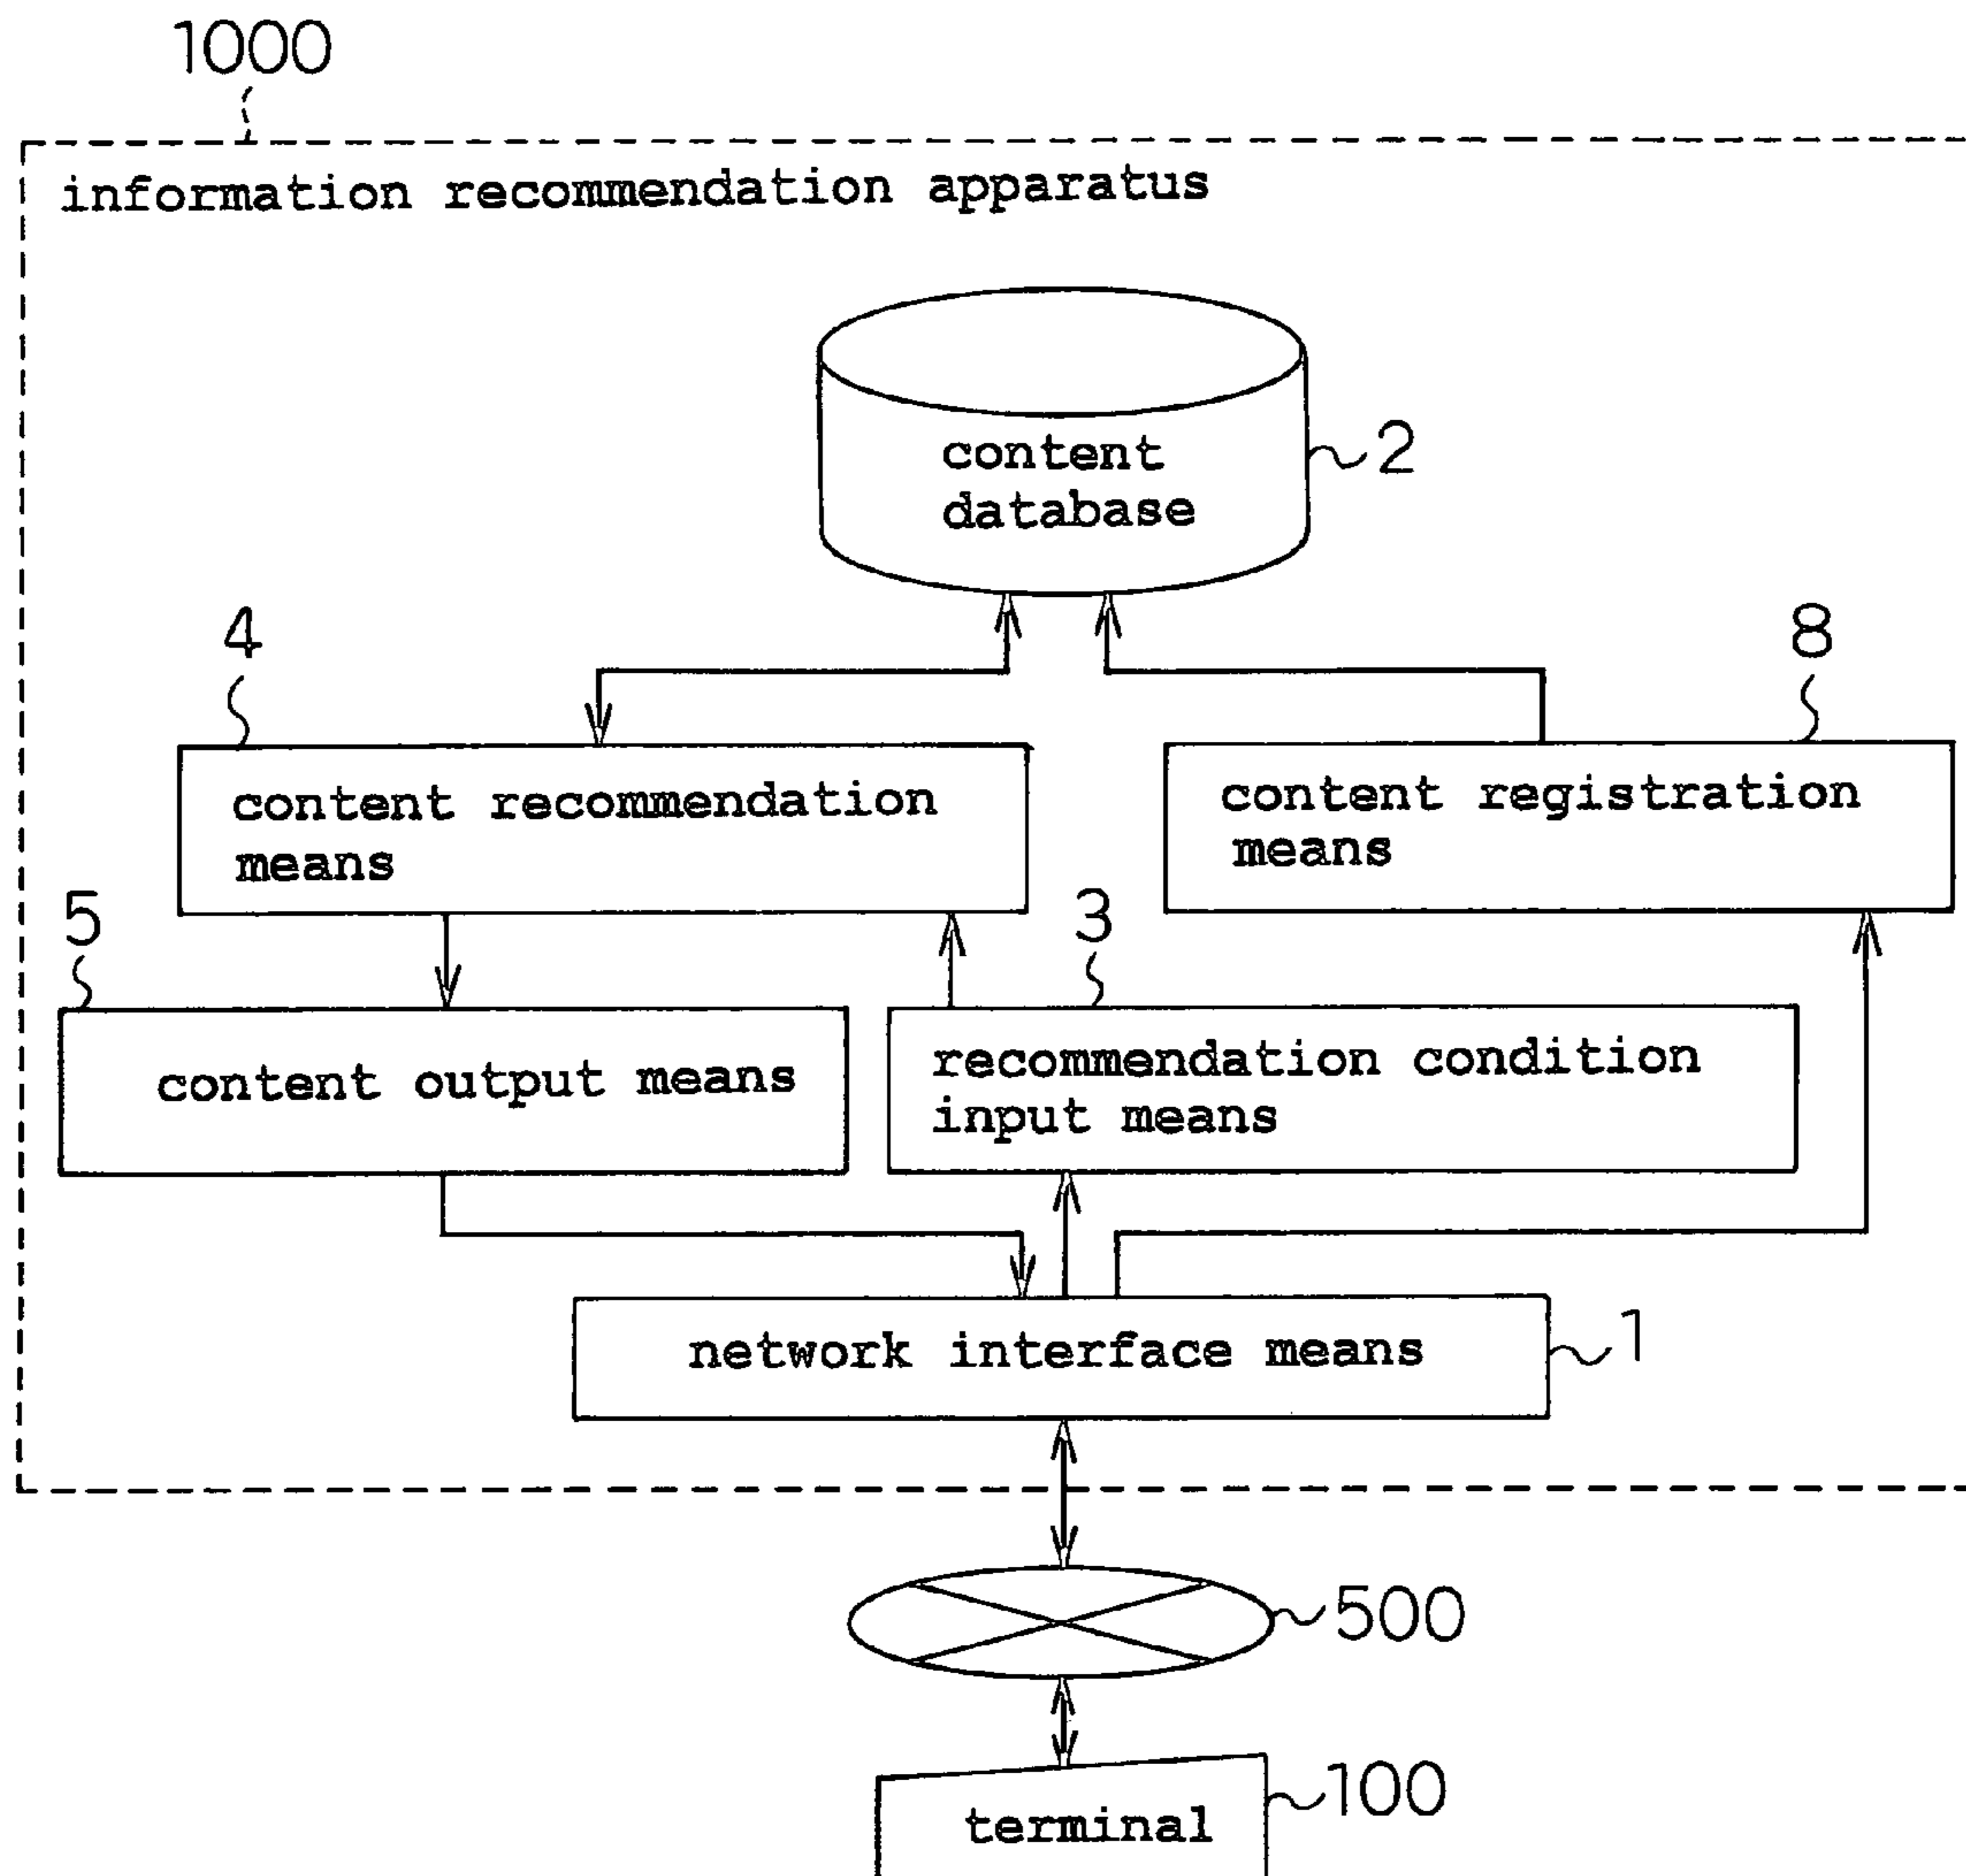 1000
information recommendation apparatus
content
database
2
4
8
content recommendation
means
content registration
means
5
3
content output means
recommendation condition
input means
network interface means
1
500
terminal
100